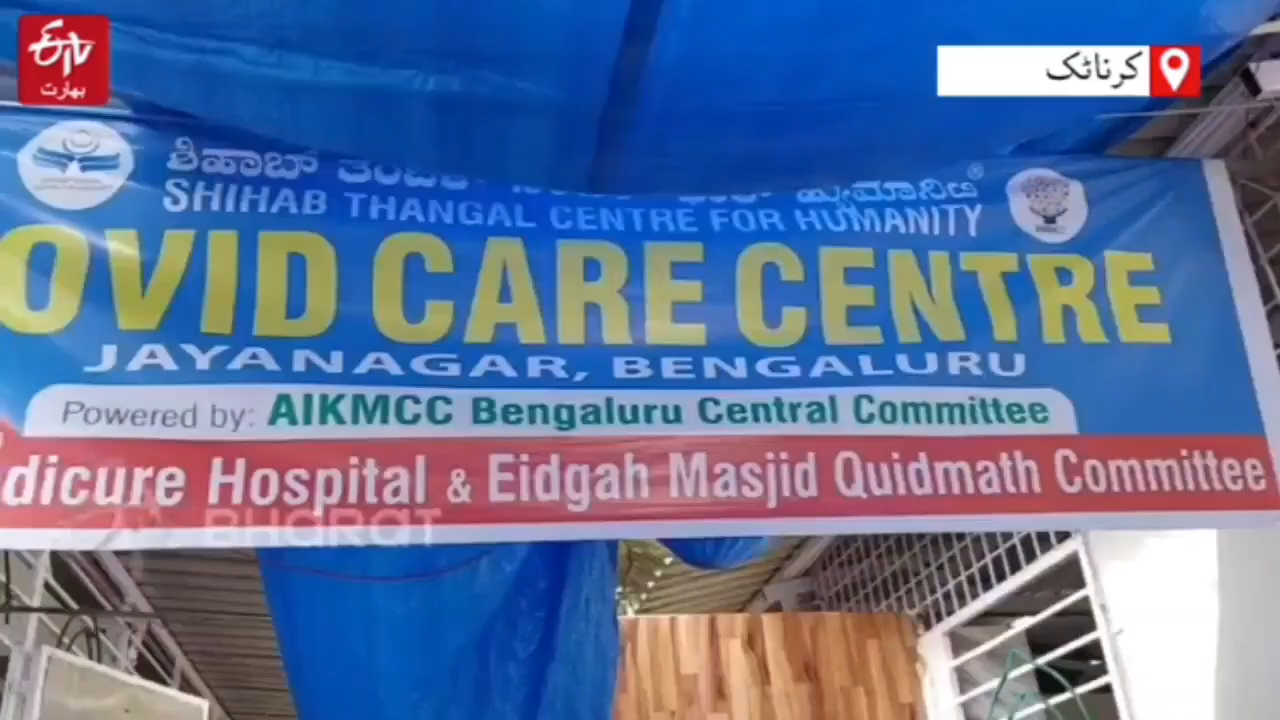 ETV
بھارت
کرناٹک
ಶಿಹಾಬ್ ಹ್ಯುಮಾನಿಟಿ
SHIHAB THANGAL CENTRE FOR HUMANITY
OVID CARE CENTRE
JAYANAGAR, BENGALURU
Powered by: AIKMCC Bengaluru Central Committee
dicure Hospital & Eidgah Masjid Quidmath Committee
BHARAT